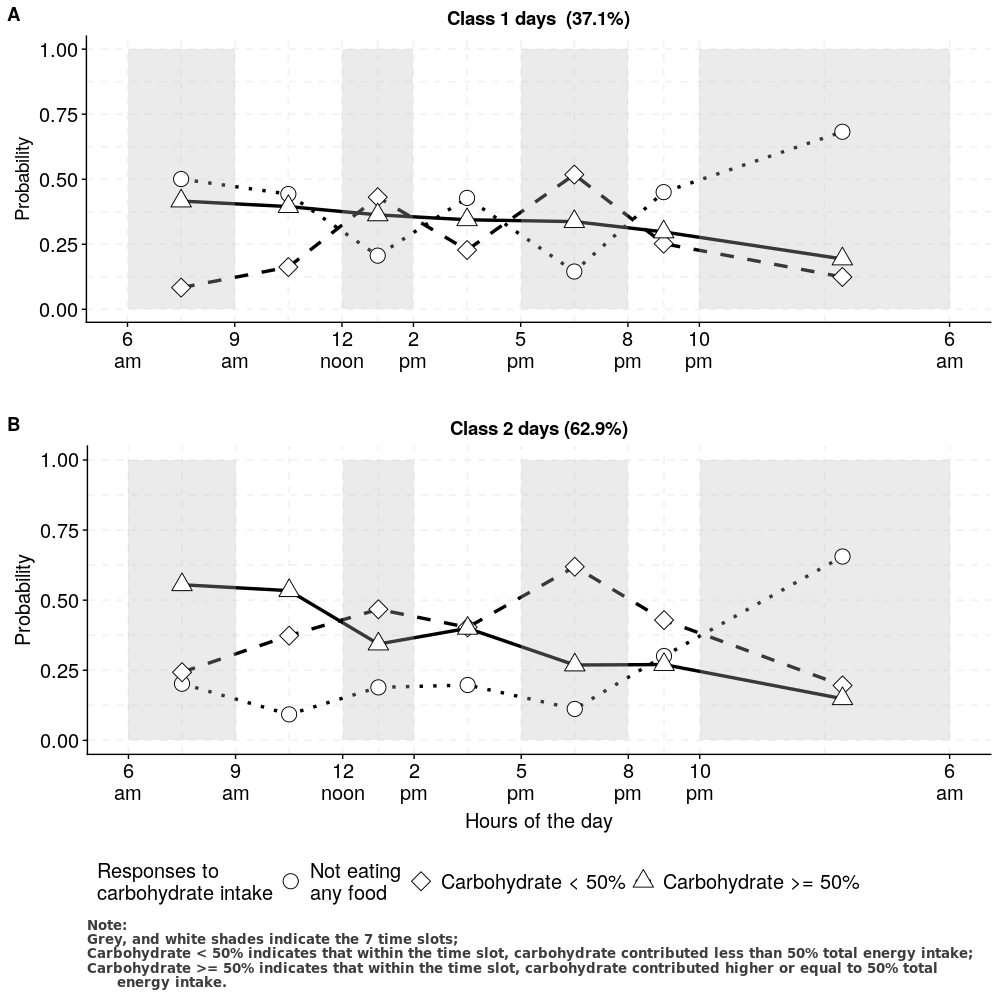 A
Class 1 days (37.1%)
1.00
0.75
0.50
0.25
0.00
Probability
6 9 12 2 5 8 10 6
am am noon pm pm pm pm am
B
Class 2 days (62.9%)
1.00
0.75
0.50
0.25
0.00
Probability
6 9 12 2 5 8 10 6
am am noon pm pm pm pm am
Hours of the day
Responses to
carbohydrate intake
Not eating
any food
Carbohydrate < 50%
Carbohydrate >= 50%
Note:
Grey, and white shades indicate the 7 time slots;
Carbohydrate < 50% indicates that within the time slot, carbohydrate contributed less than 50% total energy intake;
Carbohydrate >= 50% indicates that within the time slot, carbohydrate contributed higher or equal to 50% total
energy intake.